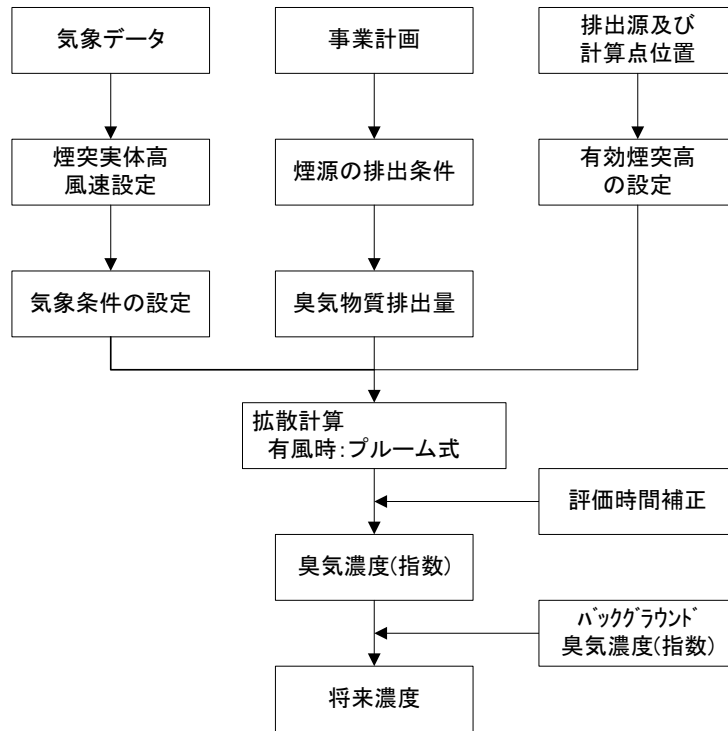 気象データ
事業計画
排出源及び
計算点位置
煙突実体高
風速設定
煙源の排出条件
有効煙突高
の設定
気象条件の設定
臭気物質排出量
拡散計算
有風時:プルーム式
評価時間補正
臭気濃度(指数)
バックグラウンド
臭気濃度(指数)
将来濃度